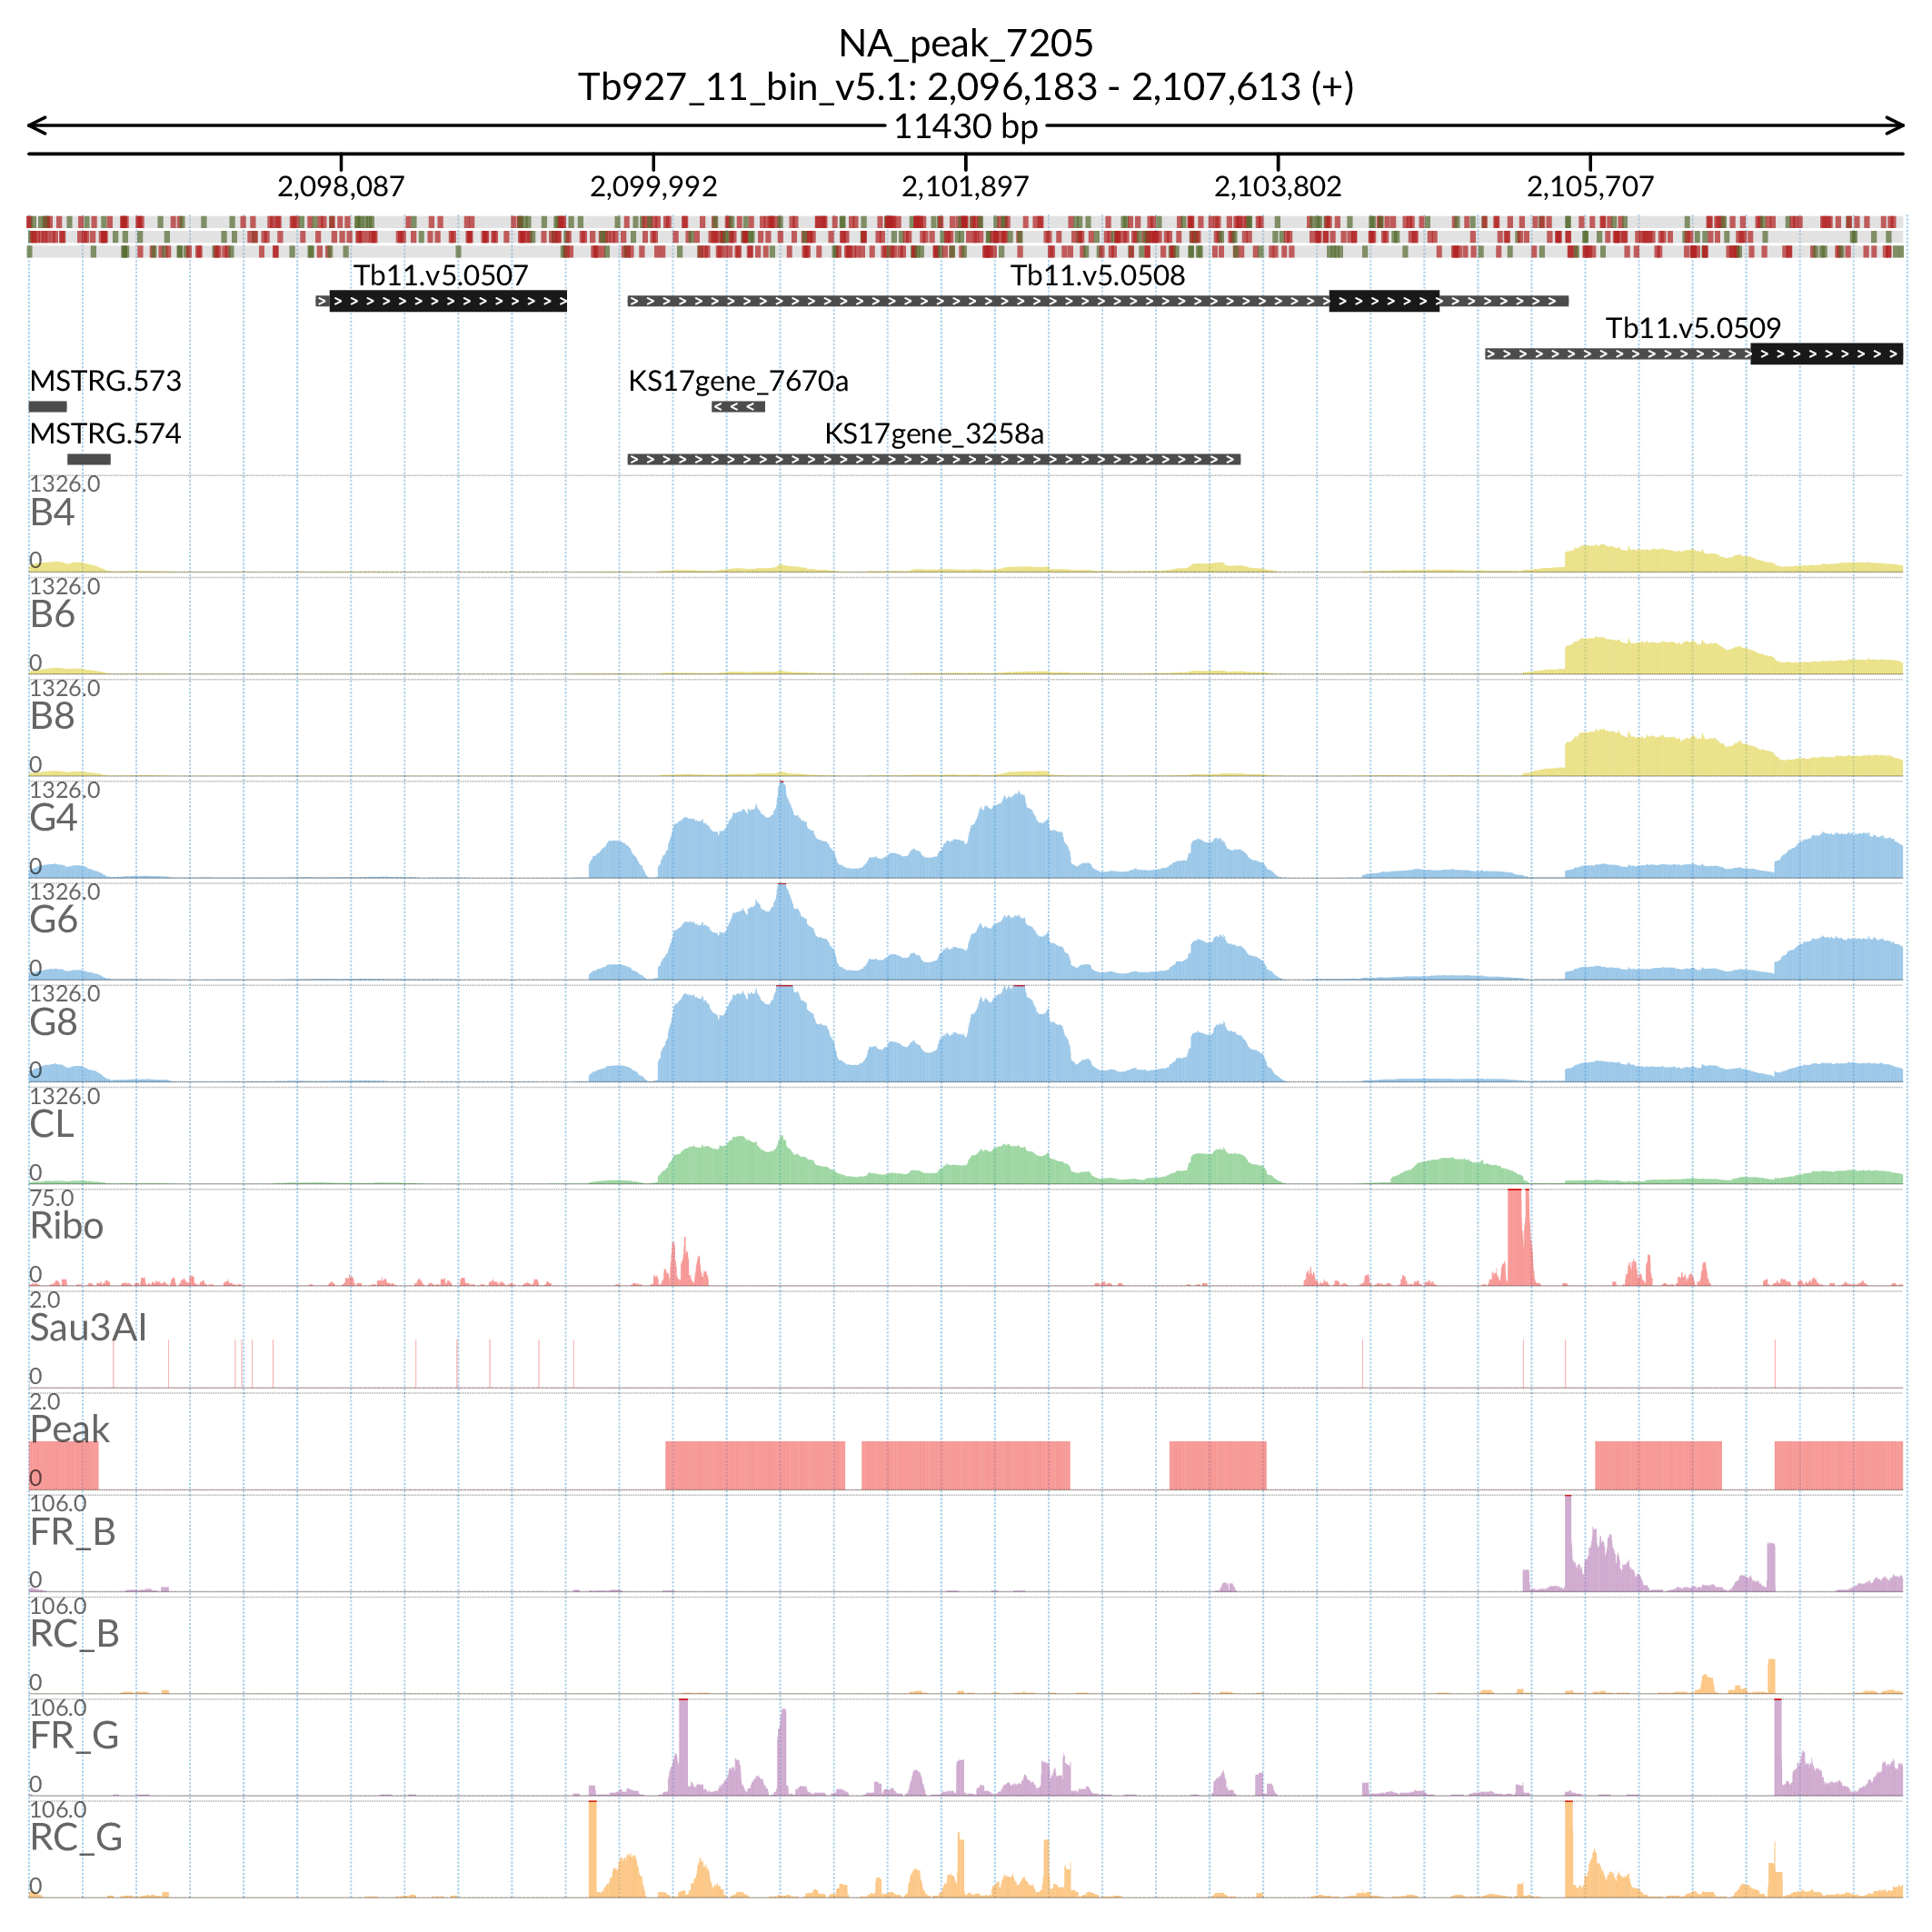 NA_peak_7205
Tb927_11_bin_v5.1: 2,096,183 - 2,107,613 (+)
11430 bp
2,098,087 2,099,992 2,101,897 2,103,802 2,105,707
Tb11.v5.0507 Tb11.v5.0508
Tb11.v5.0509
MSTRG.573 KS17gene_7670a
MSTRG.574 KS17gene_3258a
1326.0
B4
0
1326.0
B6
0
1326.0
B8
0
1326.0
G4
0
1326.0
G6
0
1326.0
G8
0
1326.0
CL
0
75.0
Ribo
0
2.0
Sau3AI
0
2.0
Peak
0
106.0
FR_B
0
106.0
RC_B
0
106.0
FR_G
0
106.0
RC_G
0